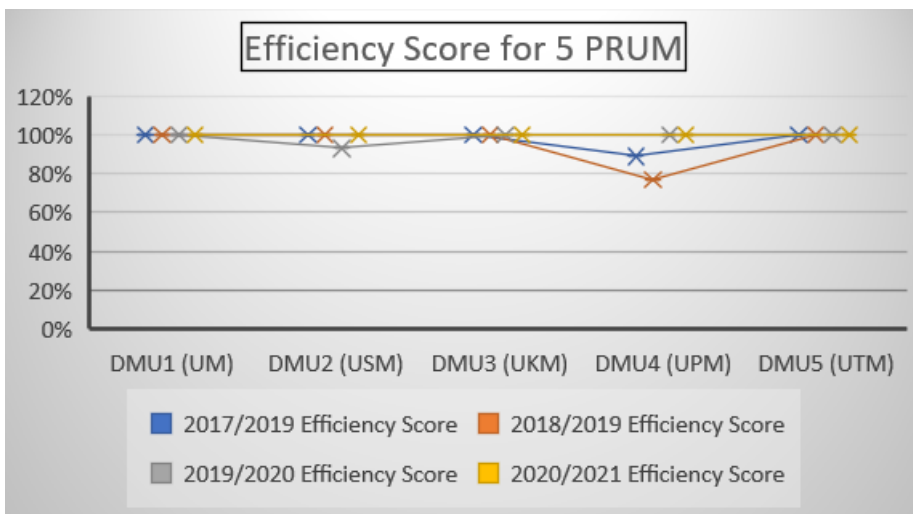 Efficiency Score for 5 PRUM
120%
100%
80%
60%
40%
20%
0%
DMU1 (UM) DMU2 (USM) DMU3 (UKM) DMU4 (UPM) DMU5 (UTM)
2017/2019 Efficiency Score 2018/2019 Efficiency Score
2019/2020 Efficiency Score 2020/2021 Efficiency Score